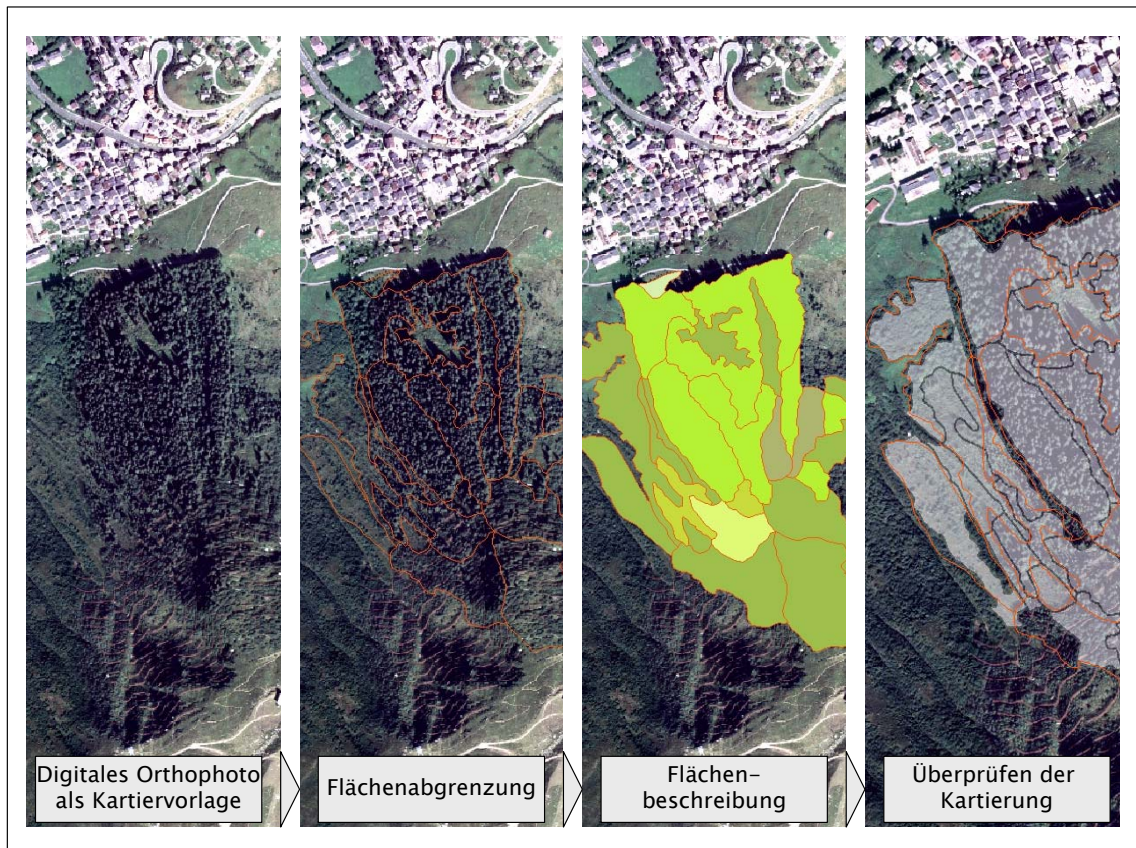 Digitales Orthophoto
als Kartiervorlage
Flächenabgrenzung
Flächen-
beschreibung
Überprüfen der
Kartierung